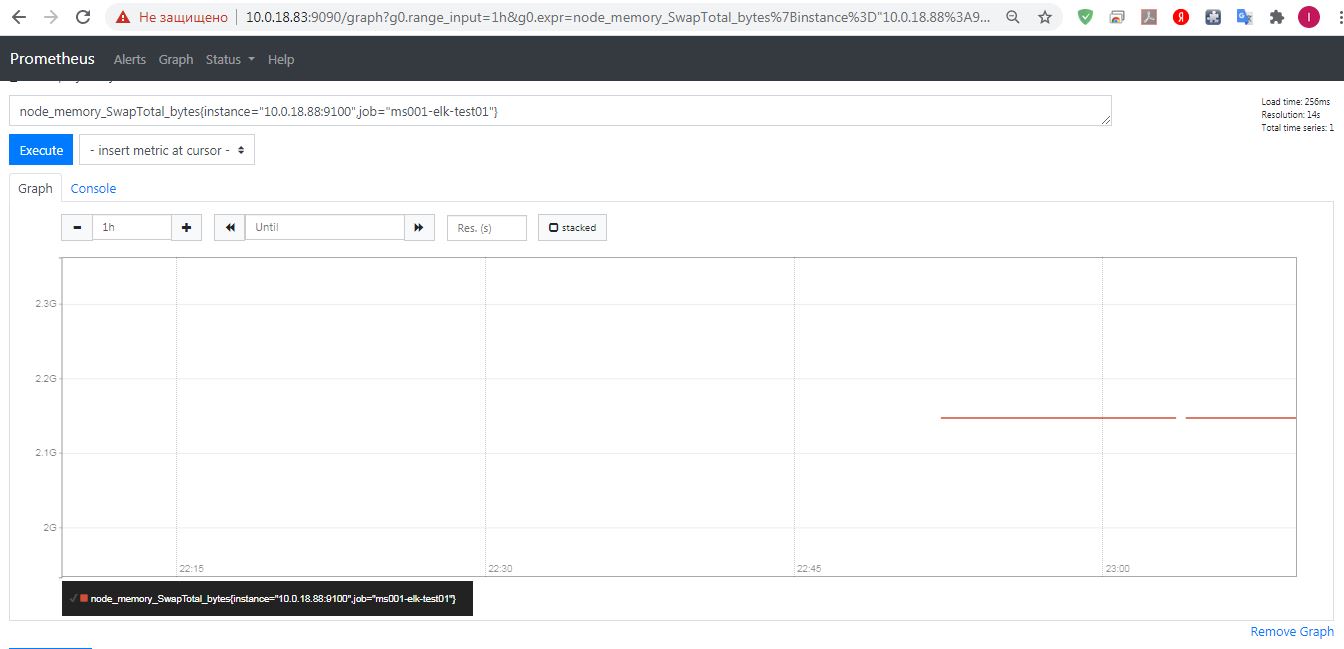 Не защищено 10.0.18.83:9090/graph?g0.range_input=1h&g0.expr=node_memory_SwapTotal_bytes%7Binstance%3D"10.0.18.88%3A9...
Prometheus Alerts Graph Status Help
node_memory_SwapTotal_bytes{instance="10.0.18.88:9100",job="ms001-elk-test01"}
Load time: 256ms
Resolution: 14s
Total time series: 1
Execute - insert metric at cursor -
Graph Console
1h Until Res. (s) stacked
2.3G
2.2G
2.1G
2G
22:15 22:30 22:45 23:00
node_memory_SwapTotal_bytes{instance="10.0.18.88:9100",job="ms001-elk-test01"}
Remove Graph